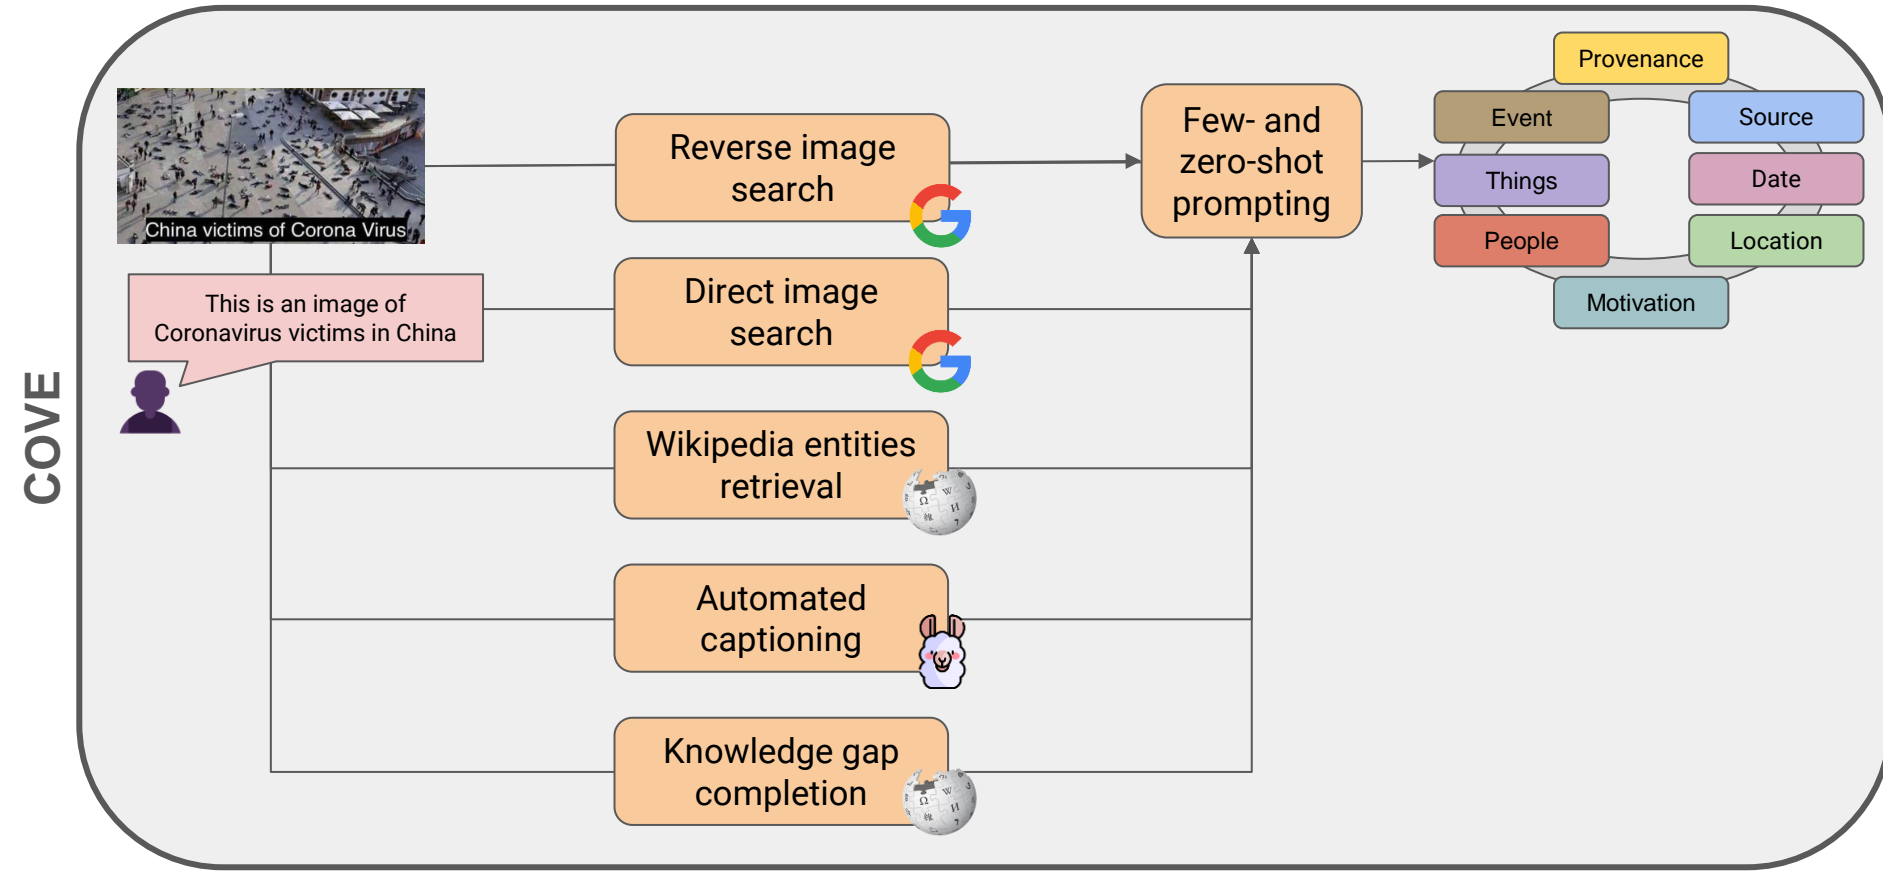 COVE
China victims of Corona Virus
This is an image of
Coronavirus victims in China
Reverse image
search
Direct image
search
Wikipedia entities
retrieval
Automated
captioning
Knowledge gap
completion
Few- and
zero-shot
prompting
Provenance
Event
Source
Things
Date
People
Location
Motivation